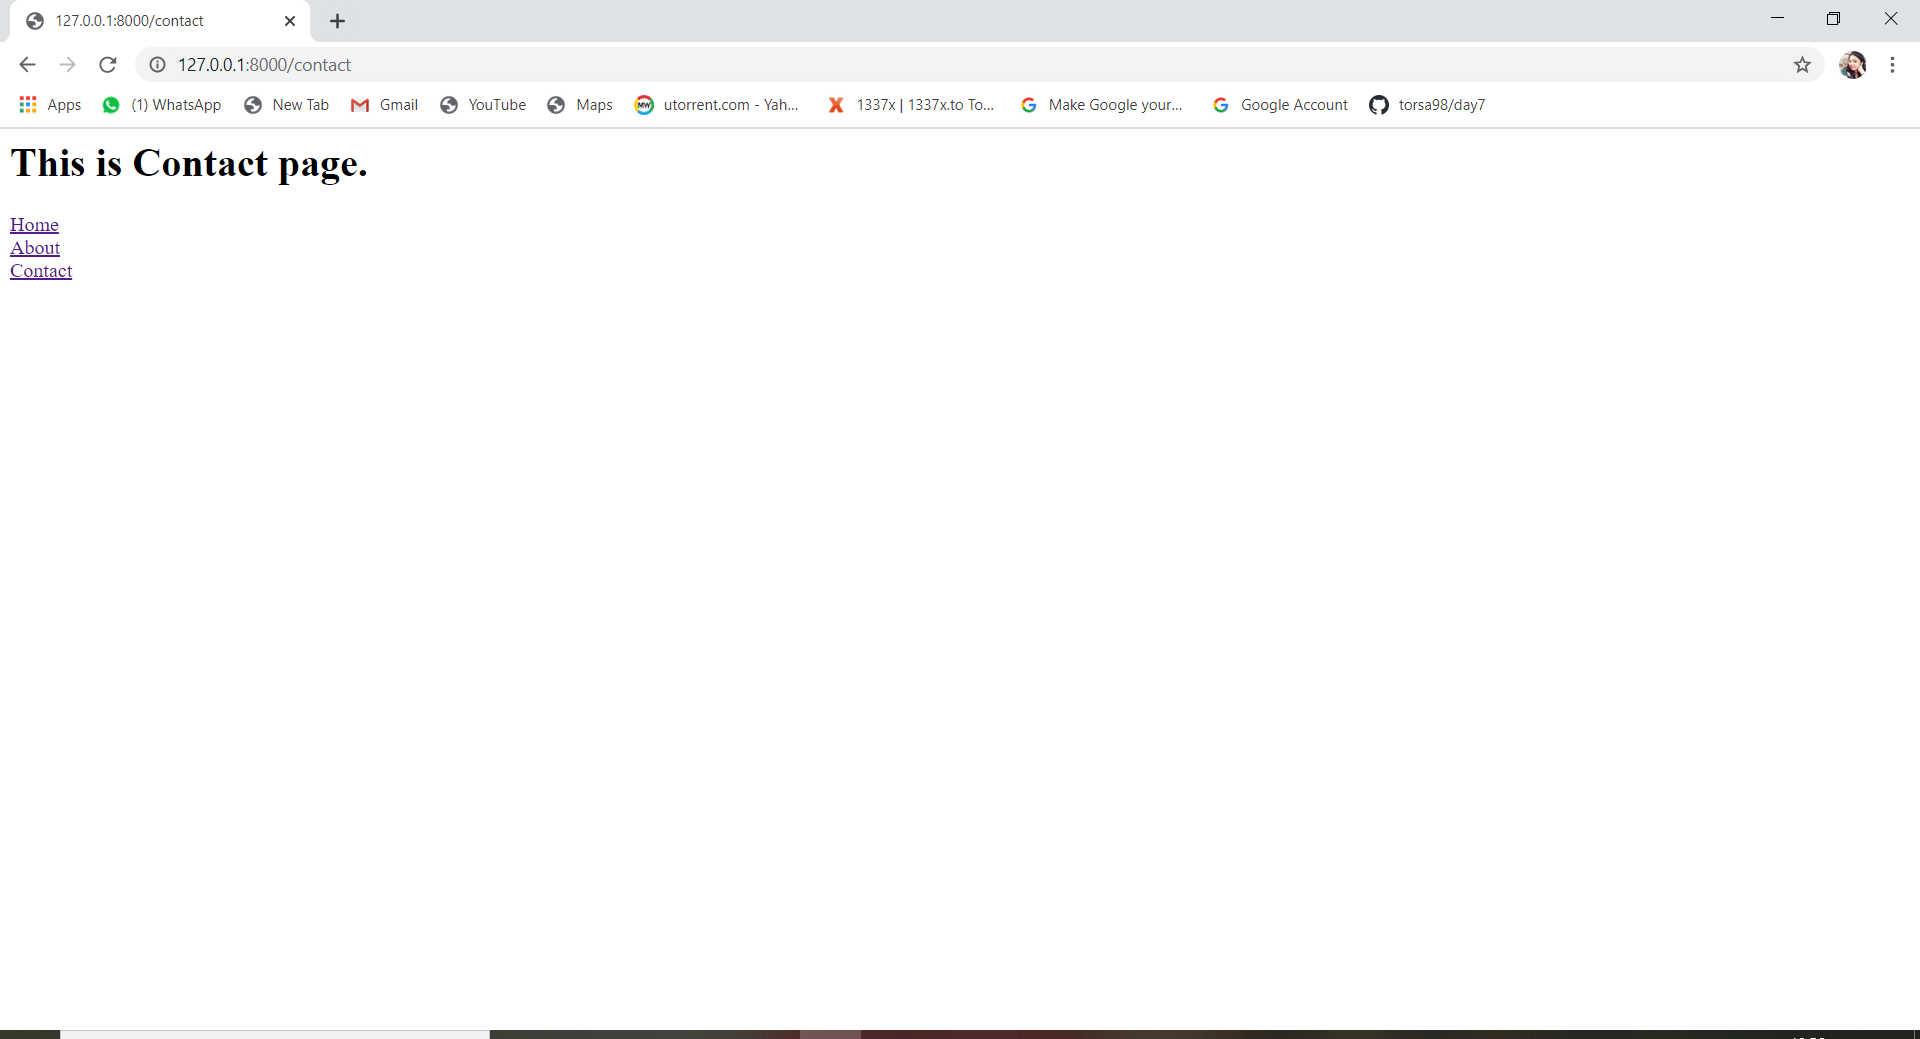 127.0.0.1:8000/contact
127.0.0.1:8000/contact
Apps (1) WhatsApp New Tab Gmail YouTube Maps MW utorrent.com - Yah... 1337x | 1337x.to To... Make Google your... Google Account torsa98/day7
This is Contact page.
Home
About
Contact